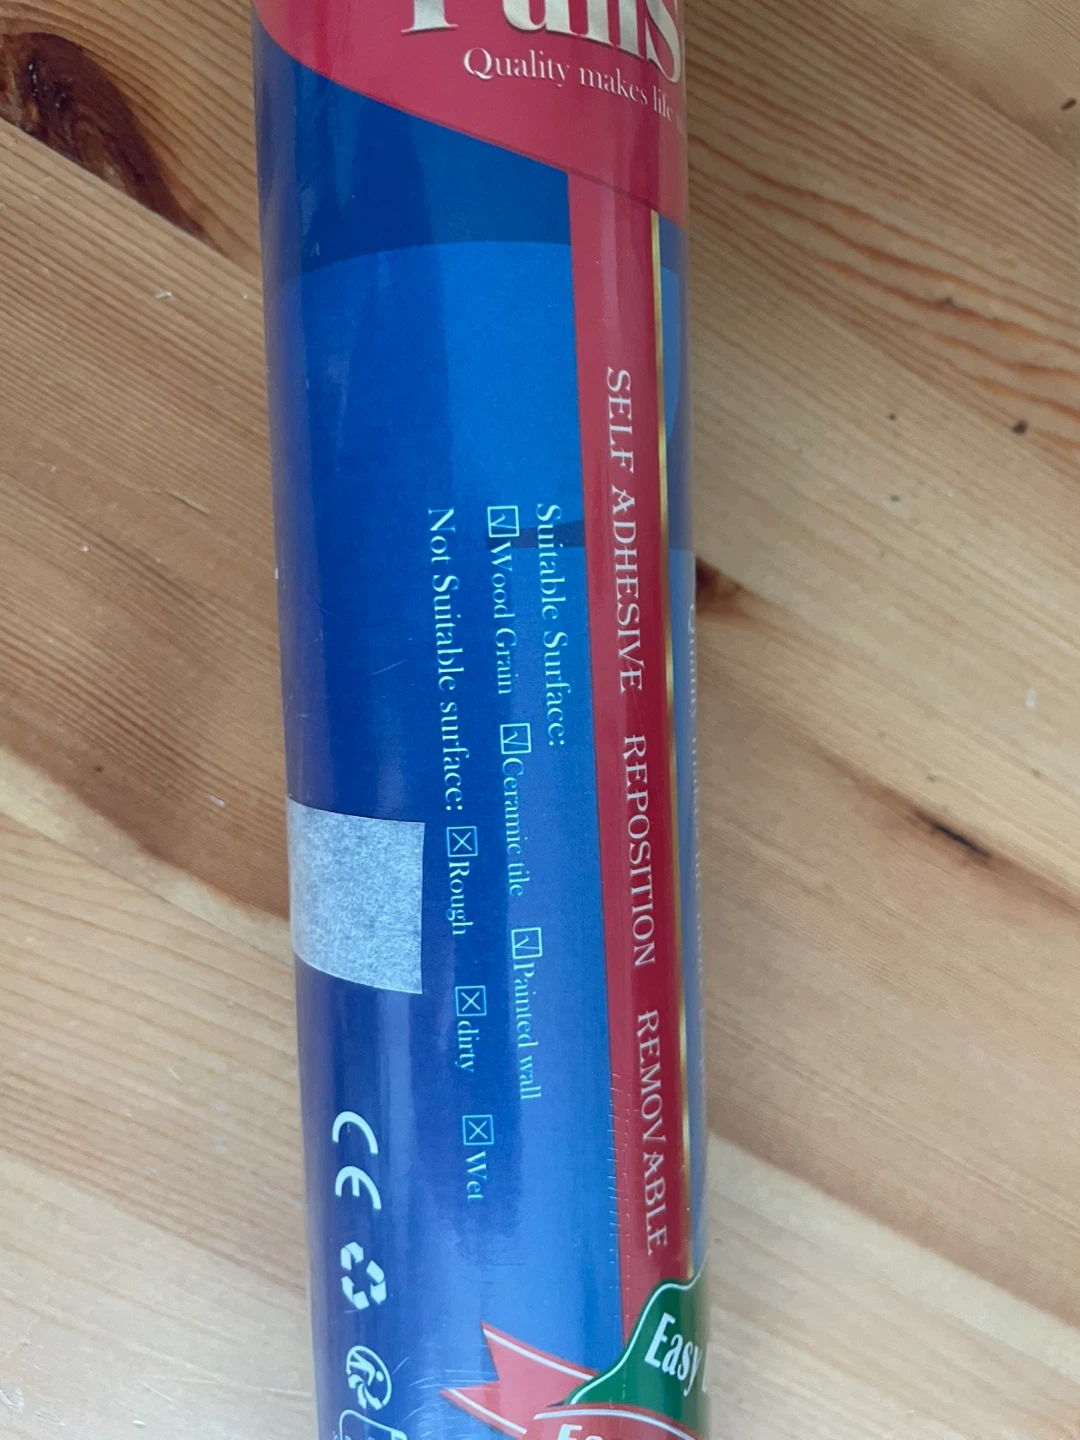 Quality makes life
SELF ADHESIVE REPOSITION REMOVABLE
Suitable Surface:
☑Wood Grain ☑Ceramic tile ☑Painted wall
Not Suitable surface: ☒Rough ☒dirty ☒Wet
CE
Easy